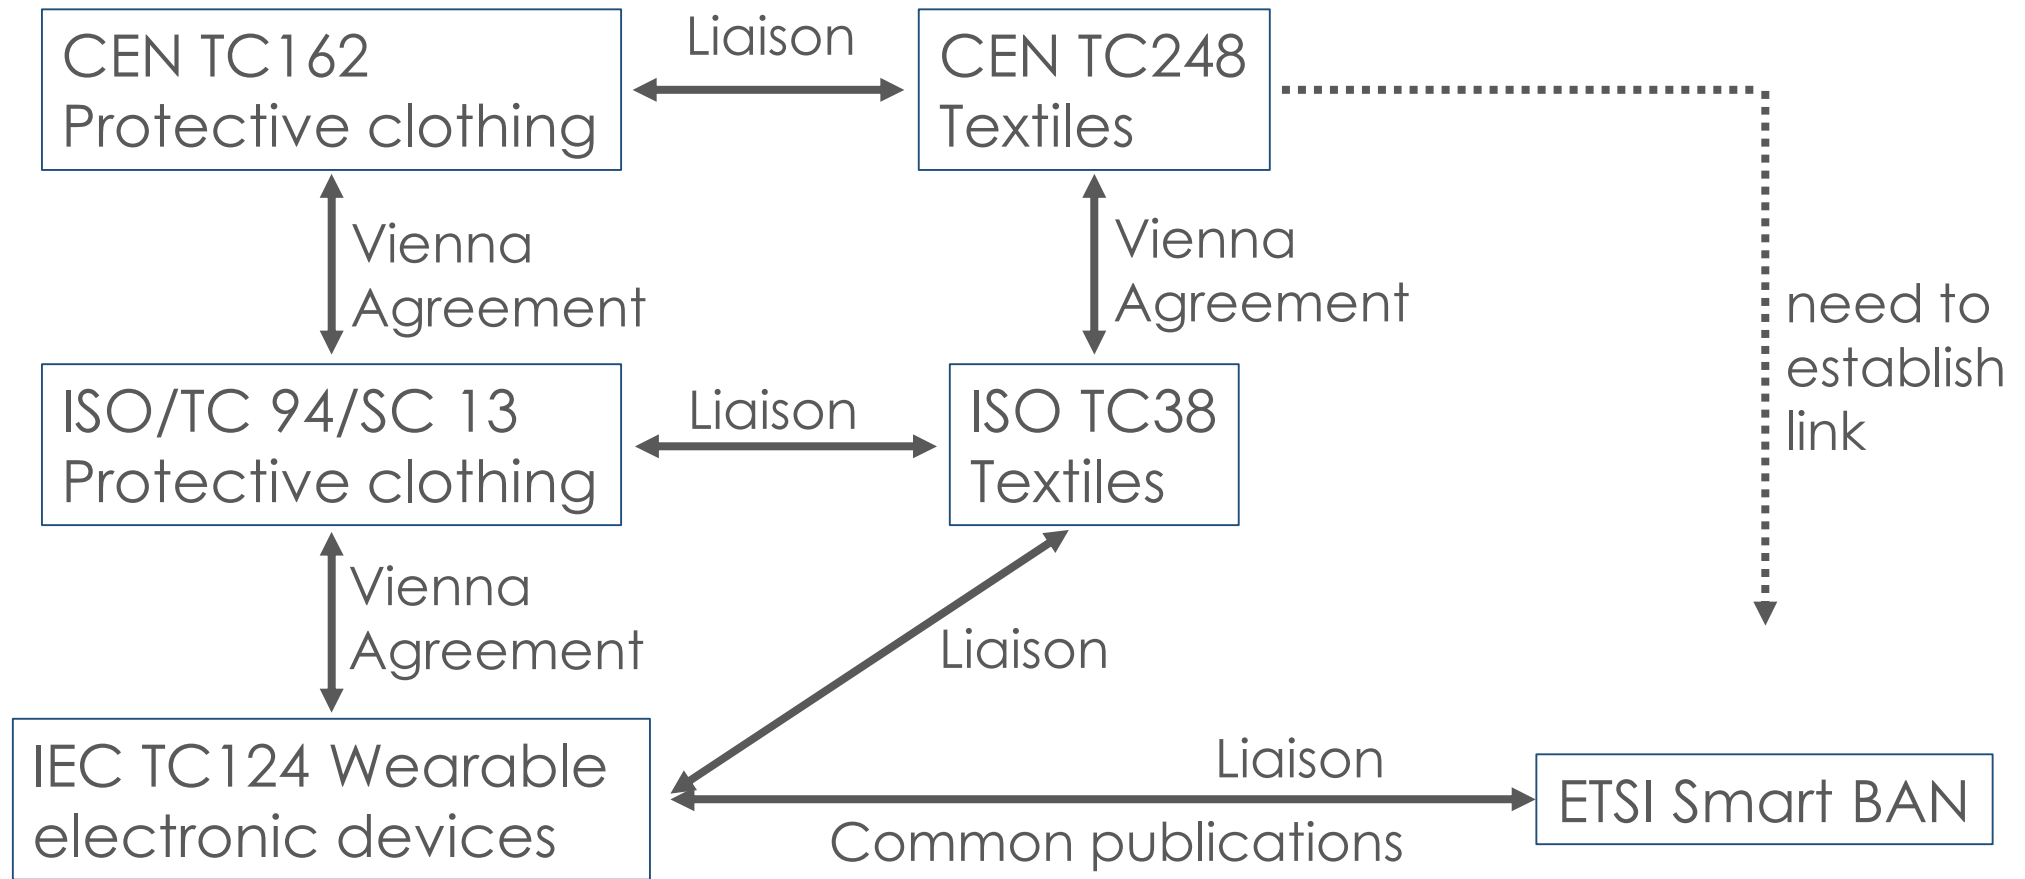 CEN TC162
Protective clothing
Liaison
CEN TC248
Textiles
Vienna
Agreement
Vienna
Agreement
need to
establish
link
ISO/TC 94/SC 13
Protective clothing
Liaison
ISO TC38
Textiles
Vienna
Agreement
Liaison
IEC TC124 Wearable
electronic devices
Liaison
Common publications
ETSI Smart BAN